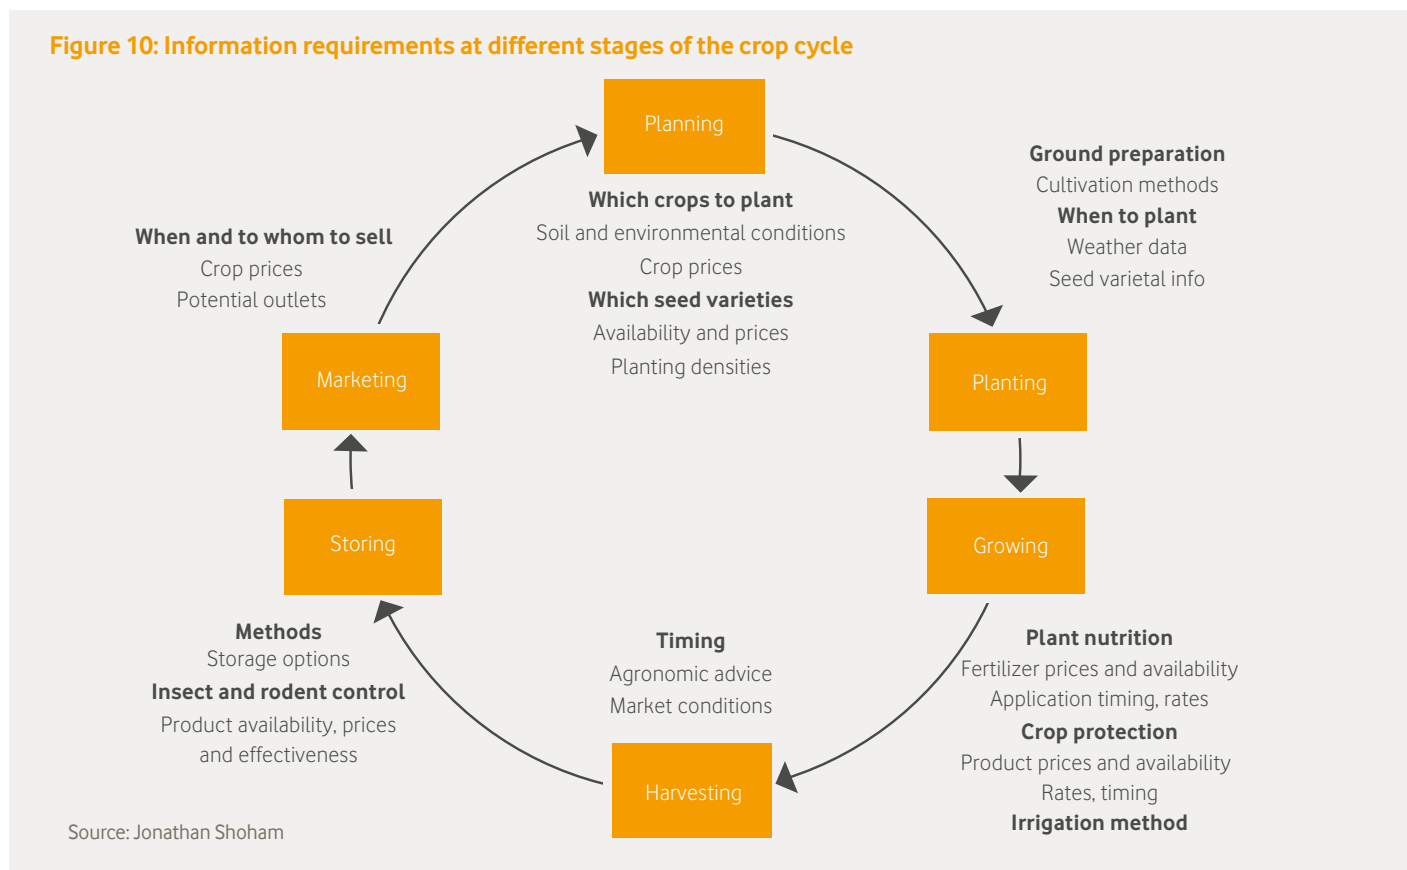 Figure 10: Information requirements at different stages of the crop cycle
Planning
Which crops to plant
Soil and environmental conditions
Crop prices
Which seed varieties
Availability and prices
Planting densities
Ground preparation
Cultivation methods
When to plant
Weather data
Seed varietal info
Planting
Growing
Plant nutrition
Fertilizer prices and availability
Application timing, rates
Crop protection
Product prices and availability
Rates, timing
Irrigation method
Timing
Agronomic advice
Market conditions
Harvesting
Storing
Methods
Storage options
Insect and rodent control
Product availability, prices
and effectiveness
When and to whom to sell
Crop prices
Potential outlets
Marketing
Source: Jonathan Shoham